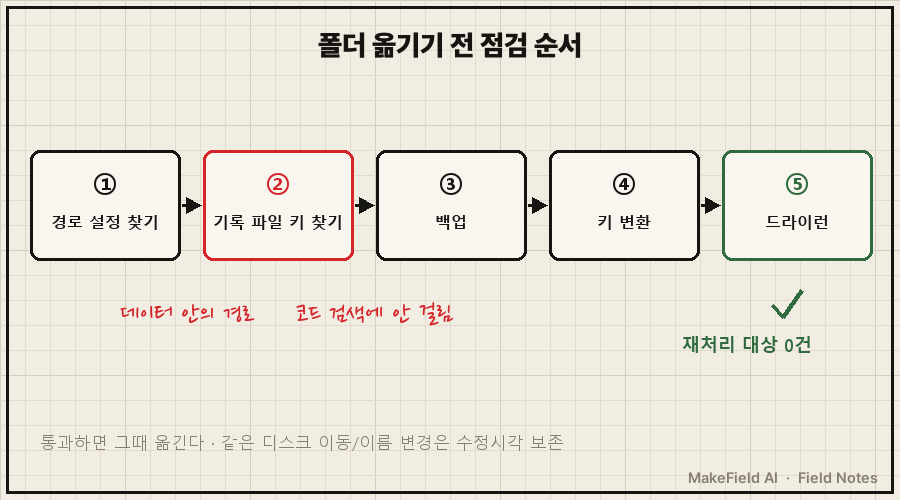 폴더 옮기기 전 점검 순서
①
경로 설정 찾기
②
기록 파일 키 찾기
③
백업
④
키 변환
⑤
드라이런
데이터 안의 경로
코드 검색에 안 걸림
재처리 대상 0건
통과하면 그때 옮긴다 · 같은 디스크 이동/이름 변경은 수정시각 보존
MakeField AI · Field Notes